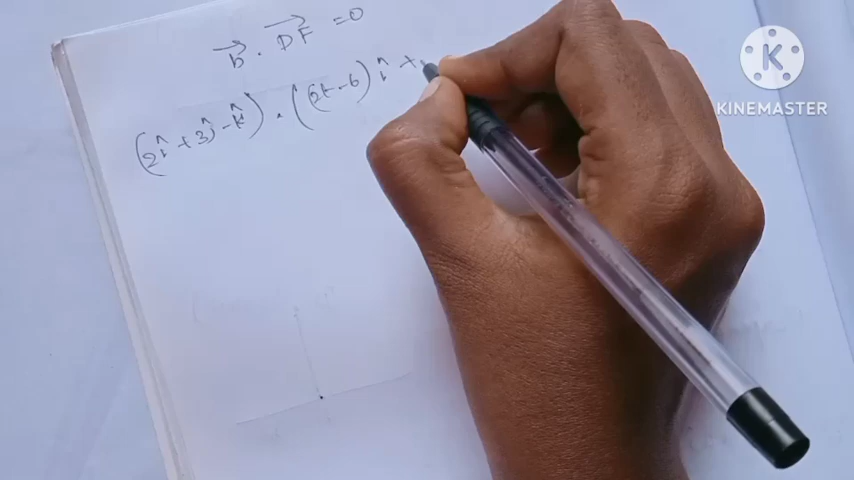 b⃗ . DF⃗ = 0
(2î + 3ĵ - k̂) . ((2t - 6) î +
KINEMASTER